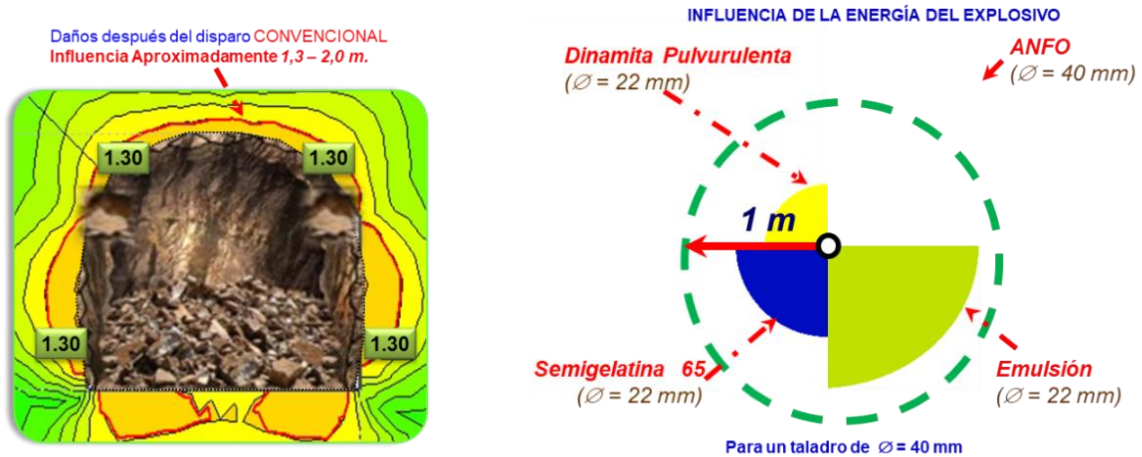 Daños después del disparo CONVENCIONAL
Influencia Aproximadamente 1,3 – 2,0 m.
1.30
1.30
1.30
1.30
INFLUENCIA DE LA ENERGÍA DEL EXPLOSIVO
Dinamita Pulvurulenta
(∅ = 22 mm)
ANFO
(∅ = 40 mm)
1 m
Semigelatina 65
(∅ = 22 mm)
Emulsión
(∅ = 22 mm)
Para un taladro de ∅ = 40 mm